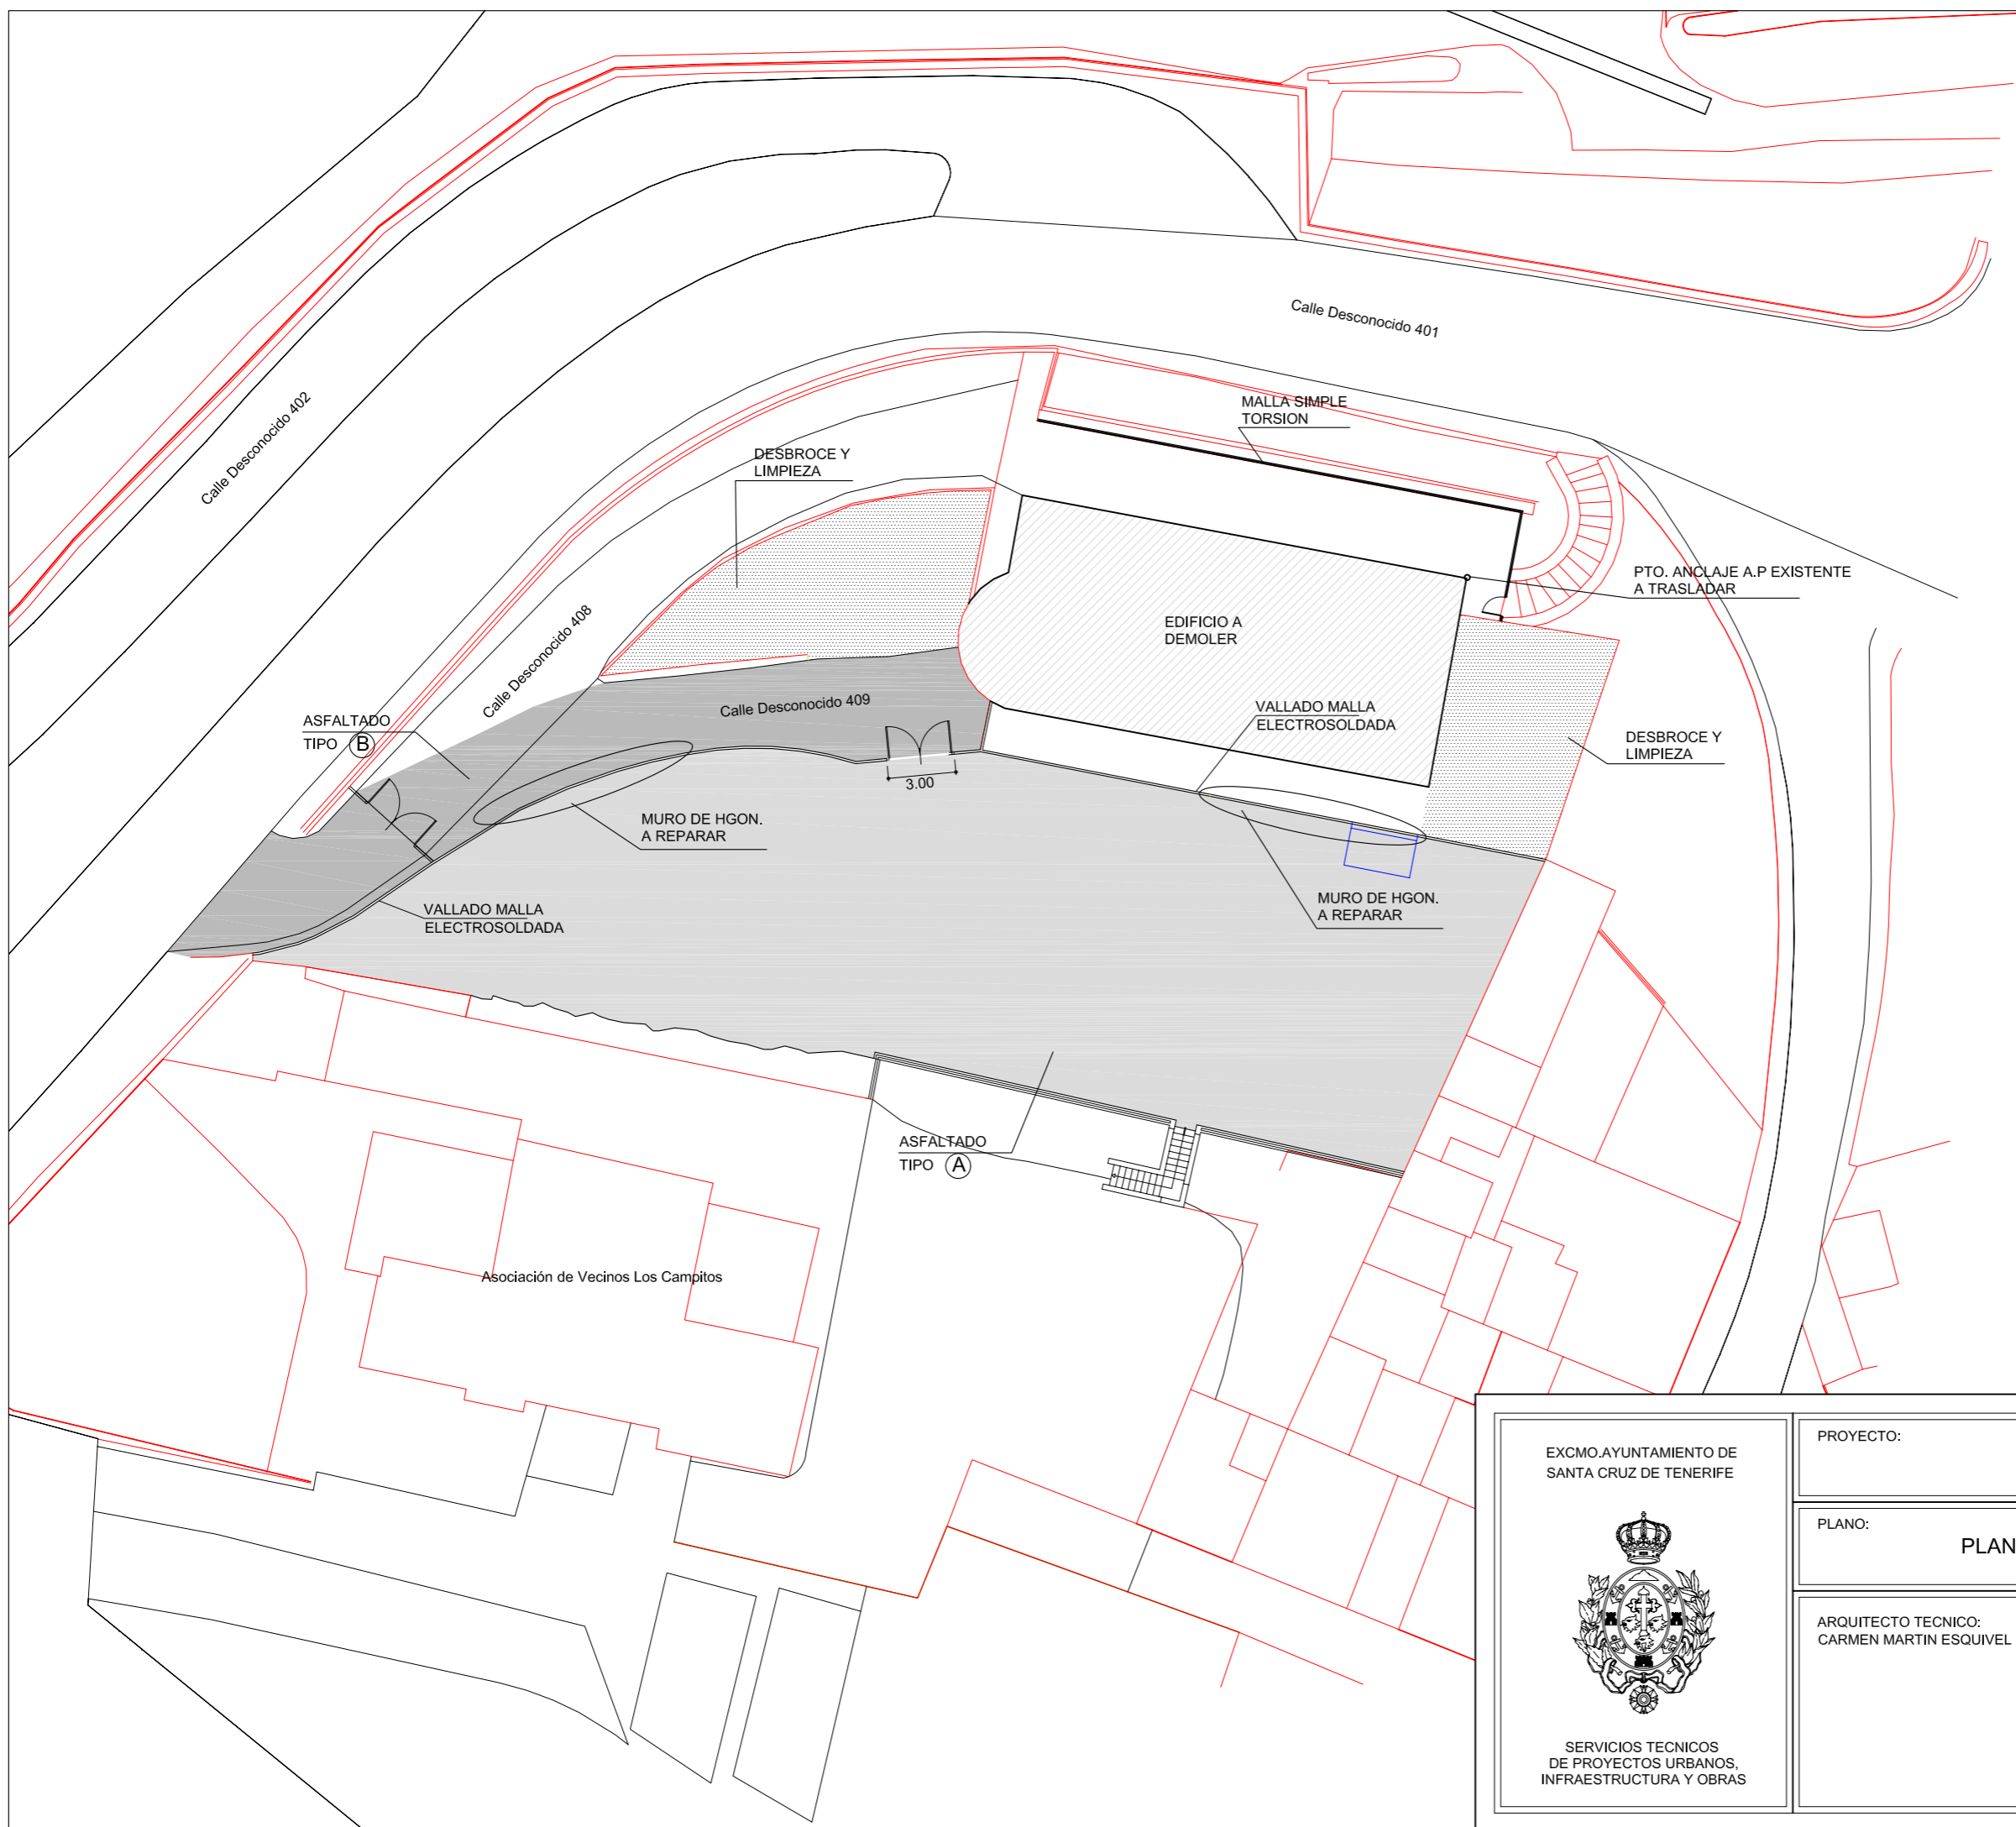 Calle Desconocido 401
Calle Desconocido 402
MALLA SIMPLE
TORSION
DESBROCE Y
LIMPIEZA
PTO. ANCLAJE A.P EXISTENTE
A TRASLADAR
EDIFICIO A
DEMOLER
Calle Desconocido 408
Calle Desconocido 409
VALLADO MALLA
ELECTROSOLDADA
ASFALTADO
TIPO B
DESBROCE Y
LIMPIEZA
3.00
MURO DE HGON.
A REPARAR
MURO DE HGON.
A REPARAR
VALLADO MALLA
ELECTROSOLDADA
ASFALTADO
TIPO A
Asociación de Vecinos Los Campitos
EXCMO.AYUNTAMIENTO DE
SANTA CRUZ DE TENERIFE
SERVICIOS TECNICOS
DE PROYECTOS URBANOS,
INFRAESTRUCTURA Y OBRAS
PROYECTO:
PLANO:
PLAN
ARQUITECTO TECNICO:
CARMEN MARTIN ESQUIVEL